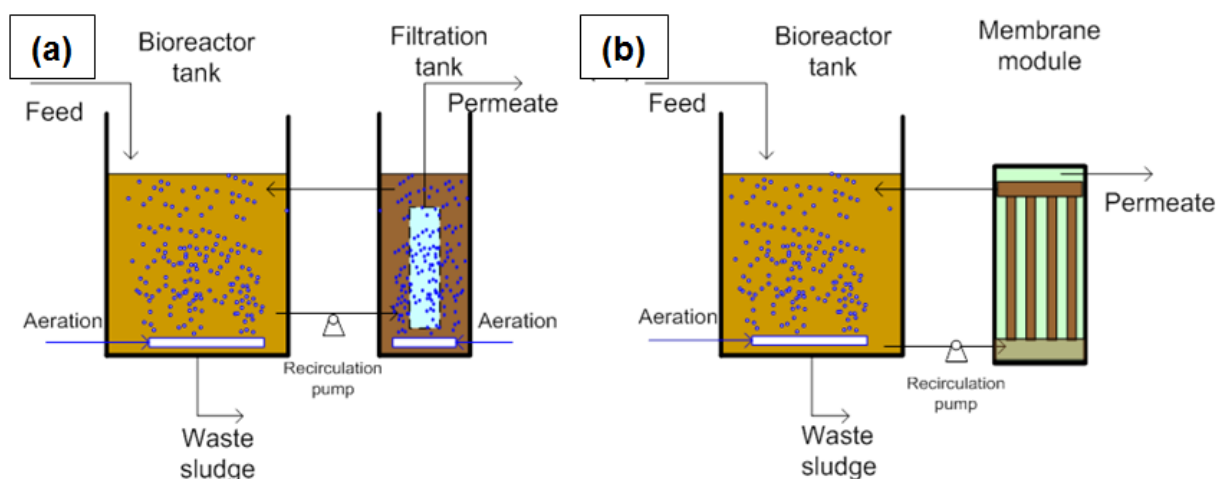 (a)
Bioreactor
tank
Filtration
tank
Feed
Permeate
Aeration
Aeration
Recirculation
pump
Waste
sludge
(b)
Bioreactor
tank
Membrane
module
Feed
Permeate
Aeration
Recirculation
pump
Waste
sludge